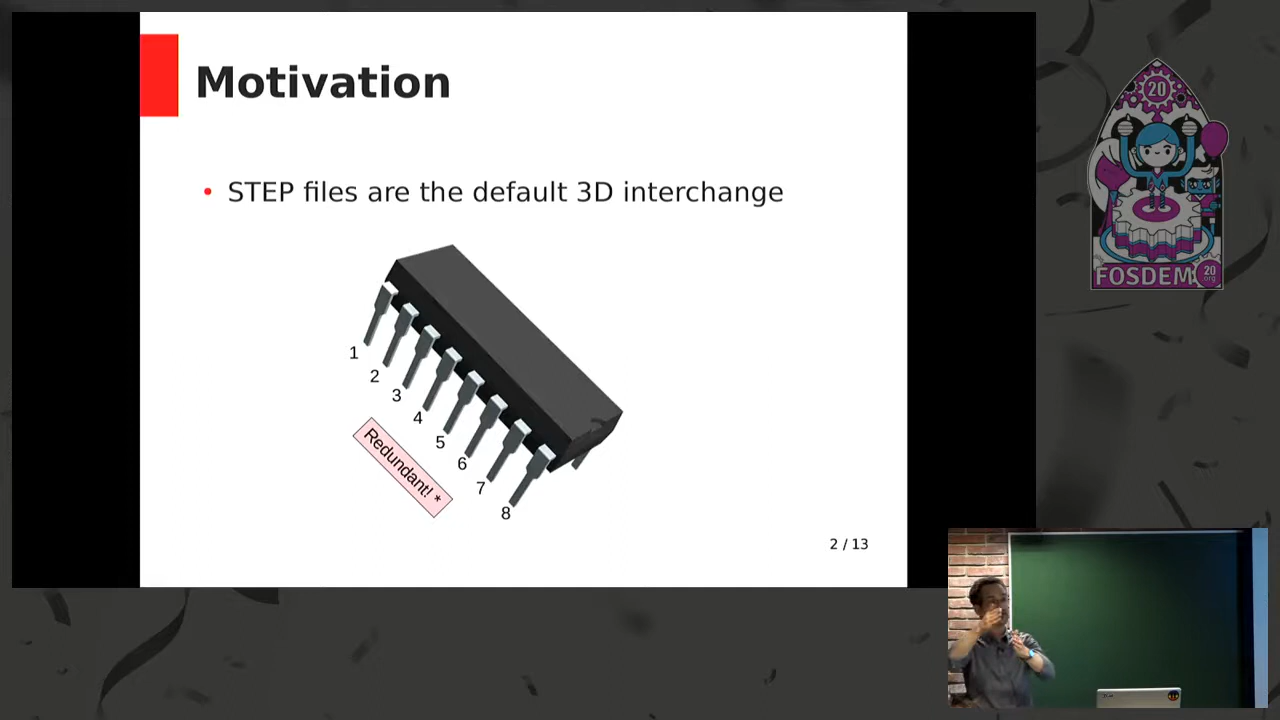 Motivation
• STEP files are the default 3D interchange
1
2
3
4
5
6
7
8
Redundant! *
2 / 13
20
FOSDEM
20
org